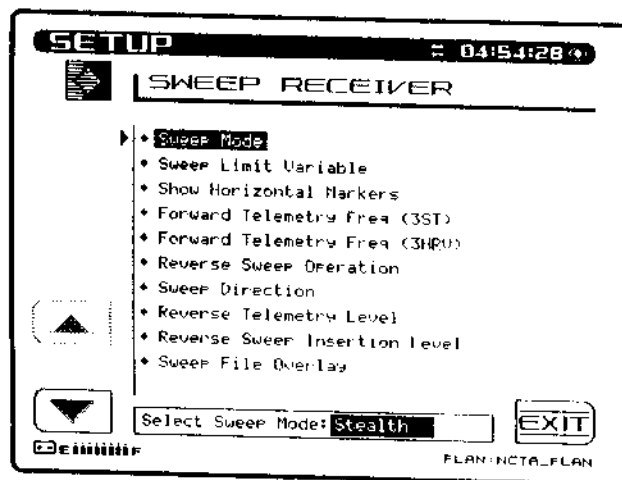 SETUP 04:54:28
SWEEP RECEIVER
Sweep Mode
Sweep Limit Variable
Show Horizontal Markers
Forward Telemetry Freq (3ST)
Forward Telemetry Freq (3HRV)
Reverse Sweep Operation
Sweep Direction
Reverse Telemetry Level
Reverse Sweep Insertion Level
Sweep File Overlay
Select Sweep Mode: Stealth
EXIT
E F
PLAN:NCTA_PLAN